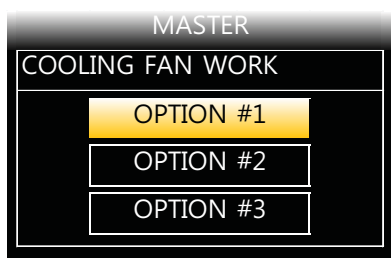 MASTER
COOLING FAN WORK
OPTION #1
OPTION #2
OPTION #3